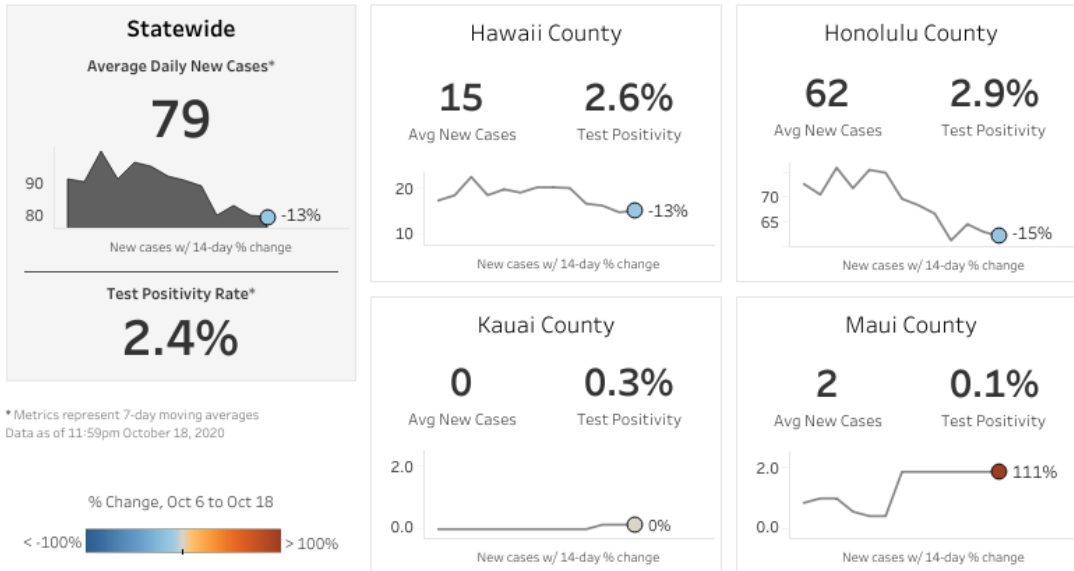 Statewide
Average Daily New Cases*
79
90
80
-13%
New cases w/ 14-day % change
Test Positivity Rate*
2.4%
* Metrics represent 7-day moving averages
Data as of 11:59pm October 18, 2020
% Change, Oct 6 to Oct 18
< -100%
> 100%
Hawaii County
15
2.6%
Avg New Cases
Test Positivity
20
10
-13%
New cases w/ 14-day % change
Honolulu County
62
2.9%
Avg New Cases
Test Positivity
70
65
-15%
New cases w/ 14-day % change
Kauai County
0
0.3%
Avg New Cases
Test Positivity
2.0
0.0
0%
New cases w/ 14-day % change
Maui County
2
0.1%
Avg New Cases
Test Positivity
2.0
0.0
111%
New cases w/ 14-day % change